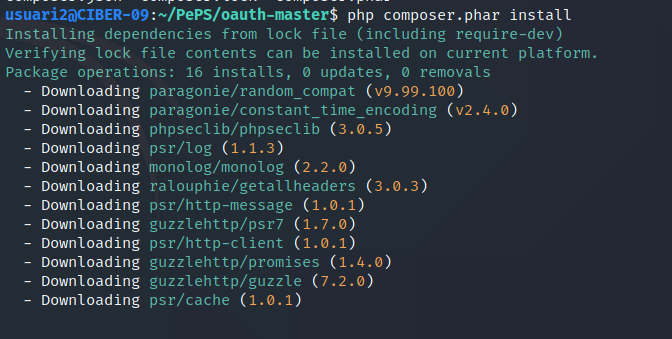 usuari2@CIBER-09:~/PePS/oauth-master$ php composer.phar install
Installing dependencies from lock file (including require-dev)
Verifying lock file contents can be installed on current platform.
Package operations: 16 installs, 0 updates, 0 removals
- Downloading paragonie/random_compat (v9.99.100)
- Downloading paragonie/constant_time_encoding (v2.4.0)
- Downloading phpseclib/phpseclib (3.0.5)
- Downloading psr/log (1.1.3)
- Downloading monolog/monolog (2.2.0)
- Downloading ralouphie/getallheaders (3.0.3)
- Downloading psr/http-message (1.0.1)
- Downloading guzzlehttp/psr7 (1.7.0)
- Downloading psr/http-client (1.0.1)
- Downloading guzzlehttp/promises (1.4.0)
- Downloading guzzlehttp/guzzle (7.2.0)
- Downloading psr/cache (1.0.1)